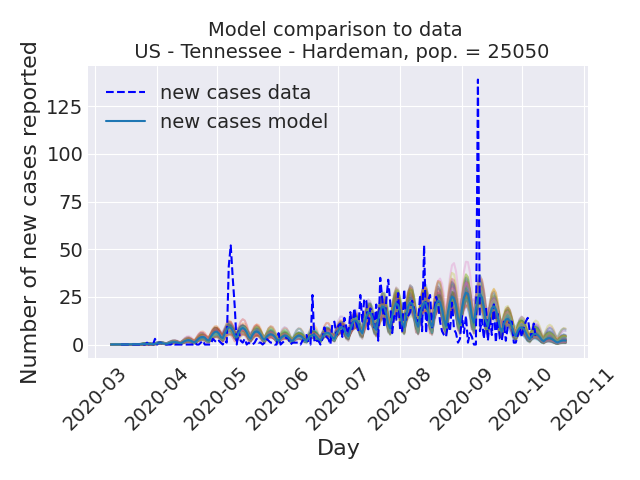 Model comparison to data
US - Tennessee - Hardeman, pop. = 25050
Number of new cases reported
125
100
75
50
25
0
new cases data
new cases model
2020-03
2020-04
2020-05
2020-06
2020-07
2020-08
2020-09
2020-10
2020-11
Day